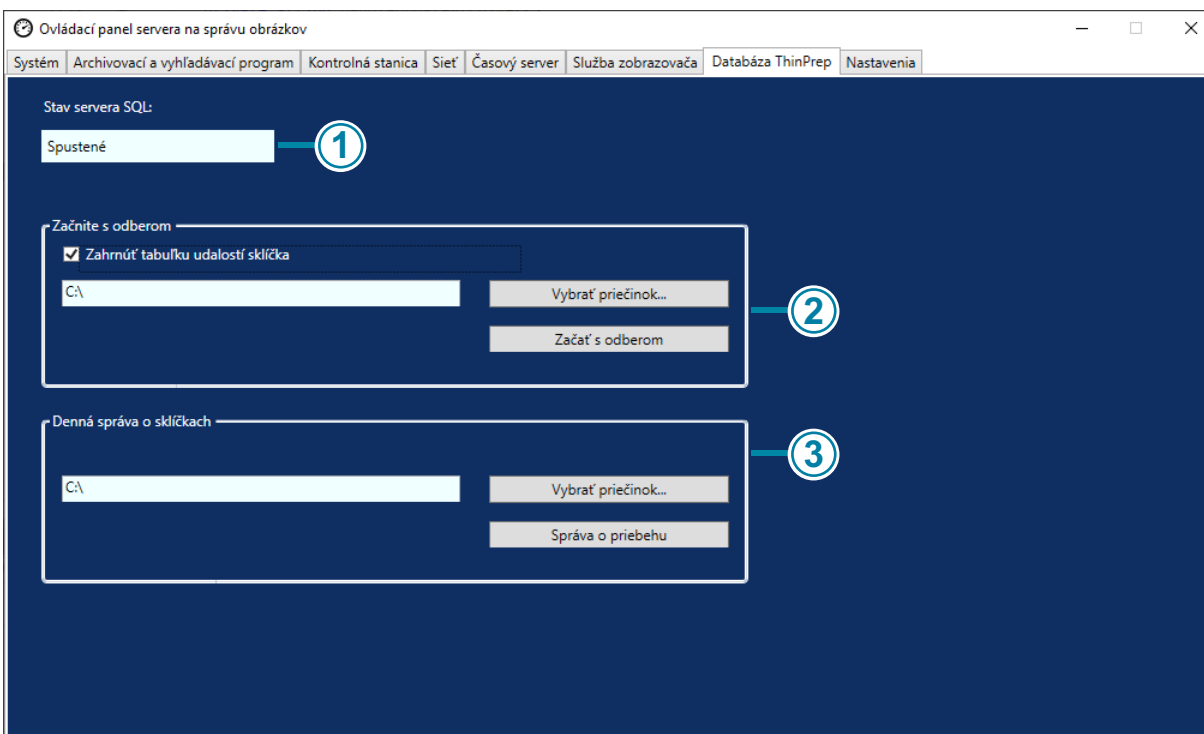 Ovládací panel servera na správu obrázkov
Systém Archivovací a vyhľadávací program Kontrolná stanica Sieť Časový server Služba zobrazovača Databáza ThinPrep Nastavenia
Stav servera SQL:
Spustené
1
Začnite s odberom
Zahrnúť tabuľku udalostí sklíčka
C:\ Vybrať priečinok...
2
Začať s odberom
Denná správa o sklíčkach
3
C:\ Vybrať priečinok...
Správa o priebehu